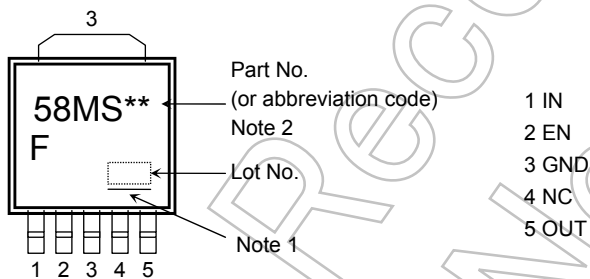 3
58MS**
F
Part No.
(or abbreviation code)
Note 2
Lot No.
Note 1
1 2 3 4 5
1 IN
2 EN
3 GND
4 NC
5 OUT